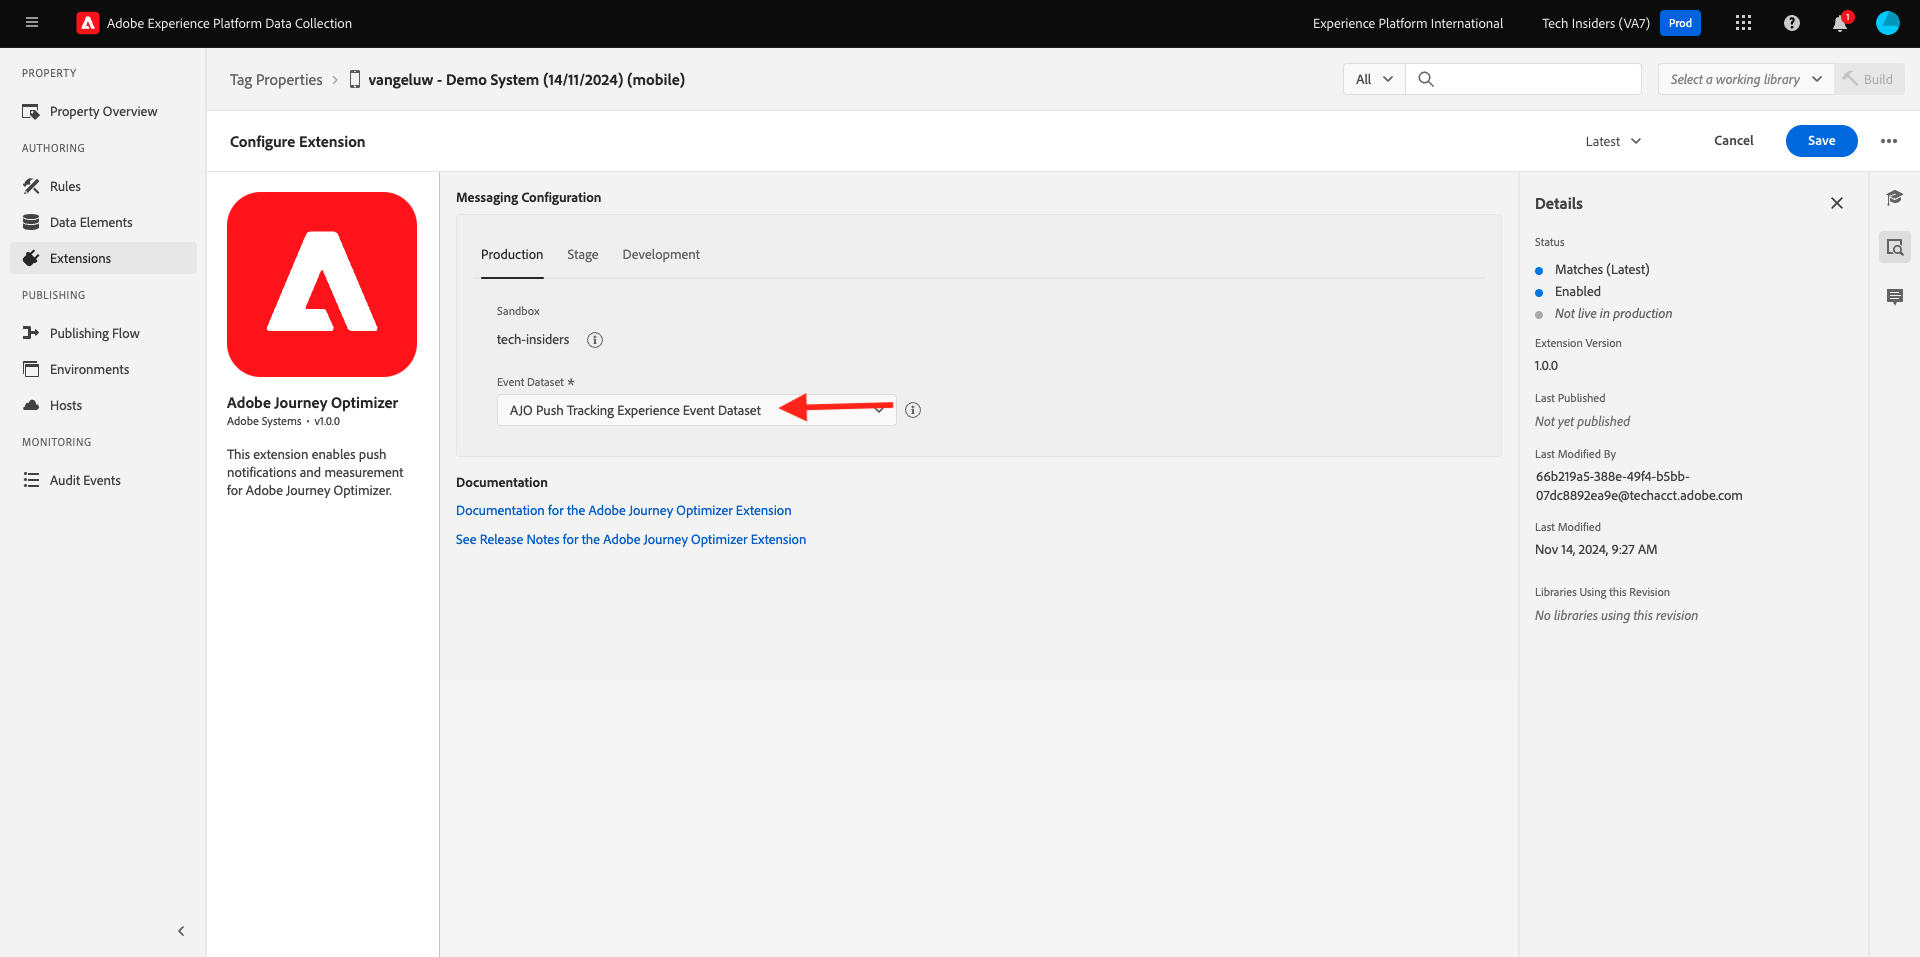 Adobe Experience Platform Data Collection
Experience Platform International
Tech Insiders (VA7)
Prod
1
PROPERTY
Property Overview
AUTHORING
Rules
Data Elements
Extensions
PUBLISHING
Publishing Flow
Environments
Hosts
MONITORING
Audit Events
Tag Properties
vangeluw - Demo System (14/11/2024) (mobile)
All
Select a working library
Build
Configure Extension
Latest
Cancel
Save
Adobe Journey Optimizer
Adobe Systems • v1.0.0
This extension enables push
notifications and measurement
for Adobe Journey Optimizer.
Messaging Configuration
Production
Stage
Development
Sandbox
tech-insiders
Event Dataset *
AJO Push Tracking Experience Event Dataset
Documentation
Documentation for the Adobe Journey Optimizer Extension
See Release Notes for the Adobe Journey Optimizer Extension
Details
Status
Matches (Latest)
Enabled
Not live in production
Extension Version
1.0.0
Last Published
Not yet published
Last Modified By
66b219a5-388e-49f4-b5bb-
07dc8892ea9e@techacct.adobe.com
Last Modified
Nov 14, 2024, 9:27 AM
Libraries Using this Revision
No libraries using this revision